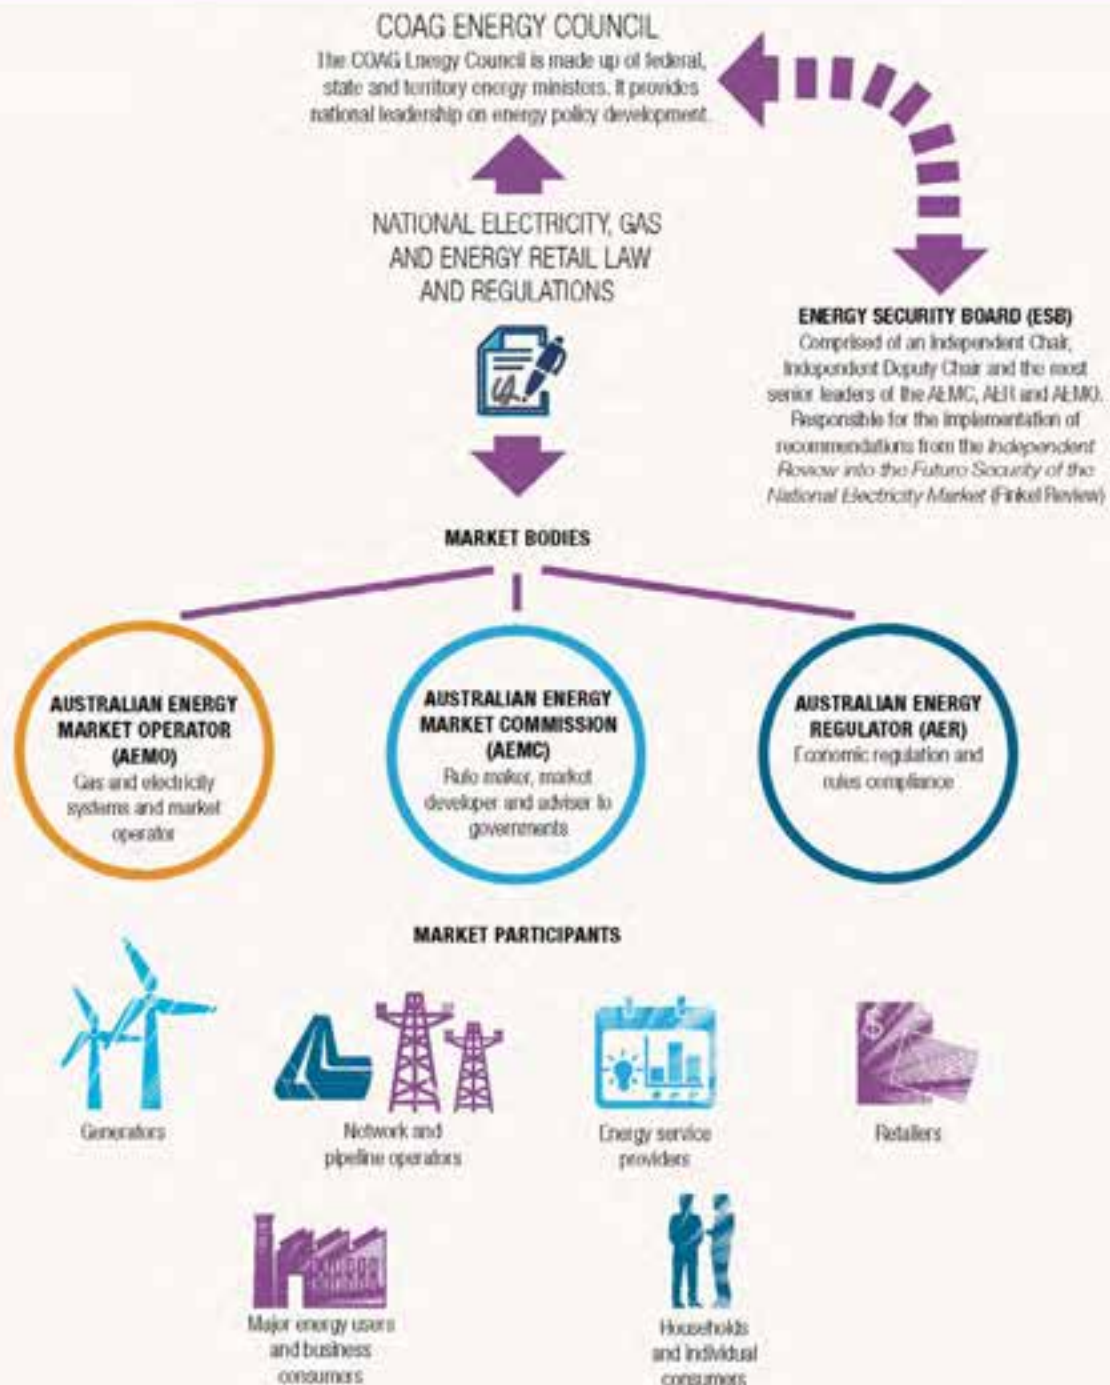 COAG ENERGY COUNCIL
The COAG Energy Council is made up of federal,
state and territory energy ministers. It provides
national leadership on energy policy development.
NATIONAL ELECTRICITY, GAS
AND ENERGY RETAIL LAW
AND REGULATIONS
ENERGY SECURITY BOARD (ESB)
Comprised of an Independent Chair,
Independent Deputy Chair and the most
senior leaders of the AEMC, AER and AEMO.
Responsible for the implementation of
recommendations from the Independent
Review into the Future Security of the
National Electricity Market (Finkel Review)
MARKET BODIES
AUSTRALIAN ENERGY
MARKET OPERATOR
(AEMO)
Gas and electricity
systems and market
operator
AUSTRALIAN ENERGY
MARKET COMMISSION
(AEMC)
Rule maker, market
developer and adviser to
governments
AUSTRALIAN ENERGY
REGULATOR (AER)
Economic regulation and
rules compliance
MARKET PARTICIPANTS
$
Generators
Network and
pipeline operators
Energy service
providers
Retailers
Major energy users
and business
consumers
Households
and individual
consumers